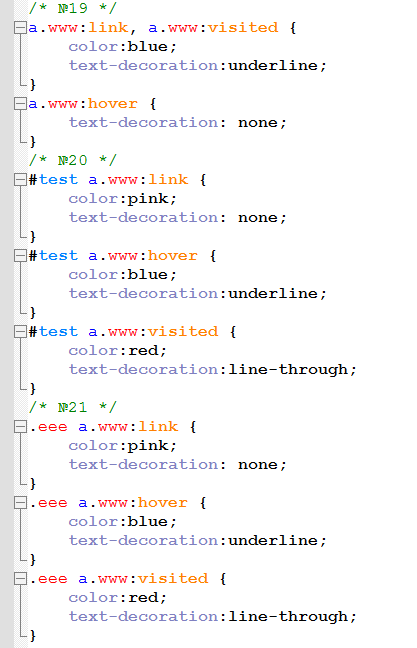 /* №19 */
a.www:link, a.www:visited {
    color:blue;
    text-decoration:underline;
}
a.www:hover {
    text-decoration: none;
}
/* №20 */
#test a.www:link {
    color:pink;
    text-decoration: none;
}
#test a.www:hover {
    color:blue;
    text-decoration:underline;
}
#test a.www:visited {
    color:red;
    text-decoration:line-through;
}
/* №21 */
.eee a.www:link {
    color:pink;
    text-decoration: none;
}
.eee a.www:hover {
    color:blue;
    text-decoration:underline;
}
.eee a.www:visited {
    color:red;
    text-decoration:line-through;
}